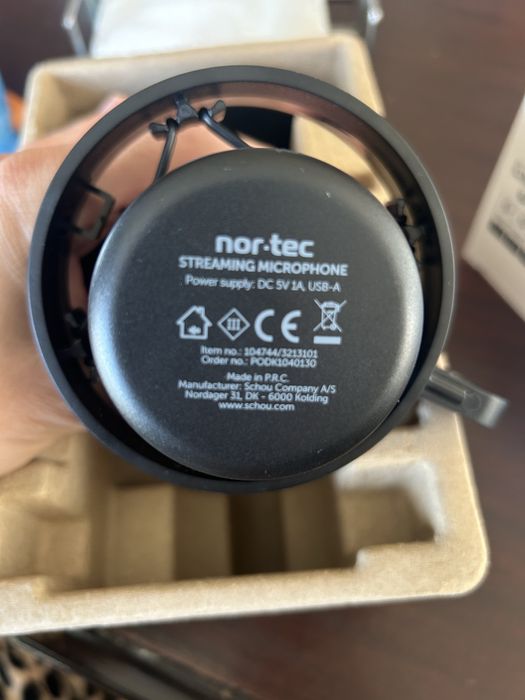 nor·tec
STREAMING MICROPHONE
Power supply: DC 5V 1A, USB-A
III CE
Item no.: 104744/3213101
Order no.: PODK1040130
Made in P.R.C.
Manufacturer: Schou Company A/S
Nordager 31, DK - 6000 Kolding
www.schou.com